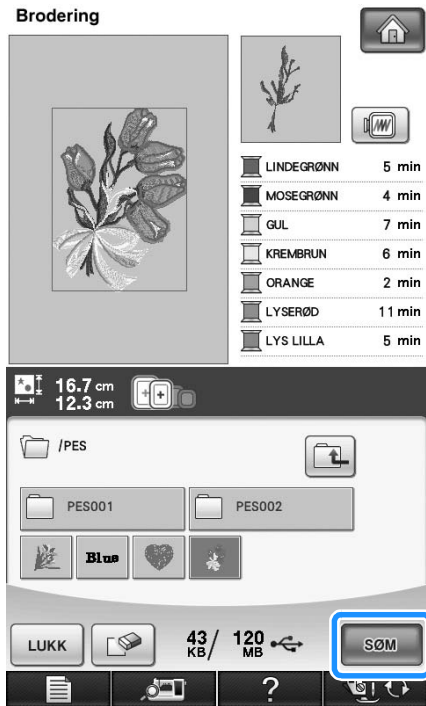 Brodering
LINDEGRØNN 5 min
MOSEGRØNN 4 min
GUL 7 min
KREMBRUN 6 min
ORANGE 2 min
LYSERØD 11 min
LYS LILLA 5 min
16.7 cm
12.3 cm
/PES
PES001 PES002
Blue
LUKK 43 KB/ 120 MB SØM
?